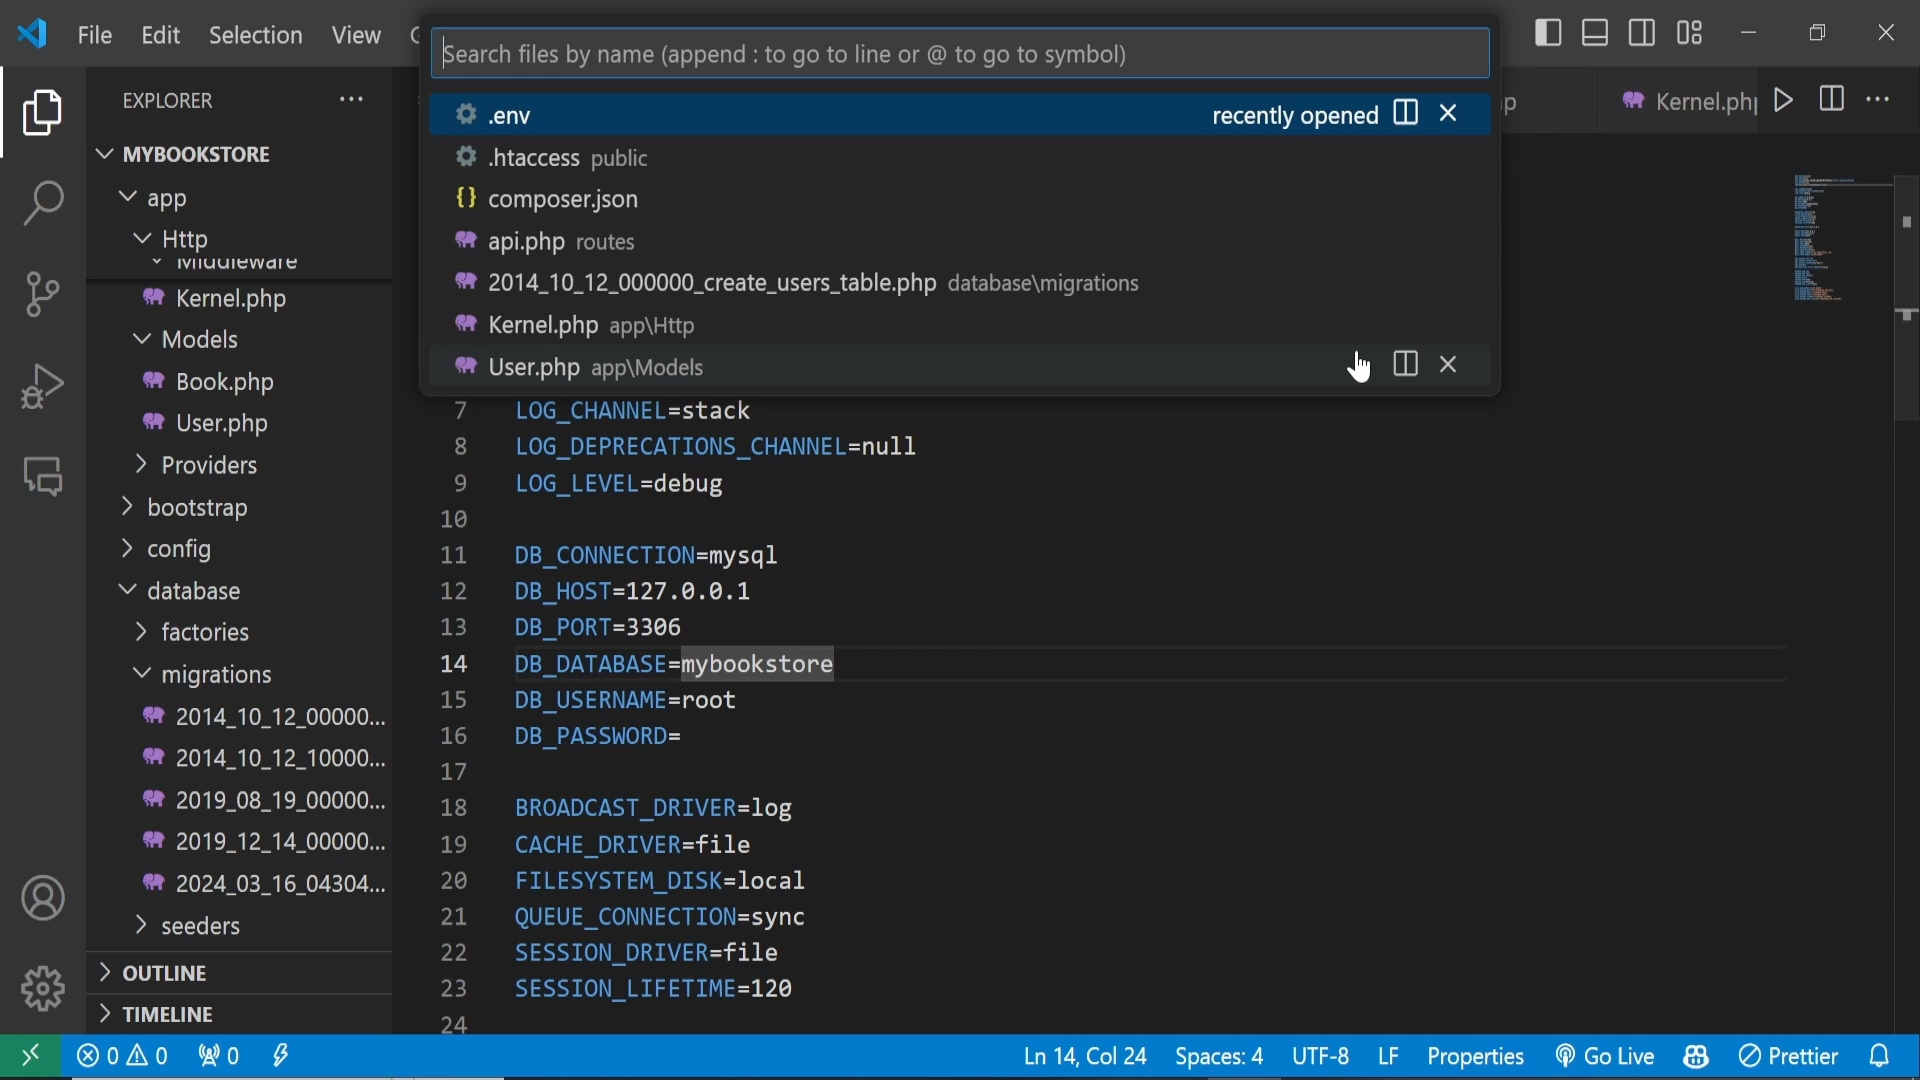 File Edit Selection View
Search files by name (append : to go to line or @ to go to symbol)
EXPLORER
MYBOOKSTORE
app
Http
Middleware
Kernel.php
Models
Book.php
User.php
Providers
bootstrap
config
database
factories
migrations
2014_10_12_00000...
2014_10_12_10000...
2019_08_19_00000...
2019_12_14_00000...
2024_03_16_04304...
seeders
OUTLINE
TIMELINE
.env recently opened
.htaccess public
composer.json
api.php routes
2014_10_12_000000_create_users_table.php database\migrations
Kernel.php app\Http
User.php app\Models
Kernel.php
7 LOG_CHANNEL=stack
8 LOG_DEPRECATIONS_CHANNEL=null
9 LOG_LEVEL=debug
10
11 DB_CONNECTION=mysql
12 DB_HOST=127.0.0.1
13 DB_PORT=3306
14 DB_DATABASE=mybookstore
15 DB_USERNAME=root
16 DB_PASSWORD=
17
18 BROADCAST_DRIVER=log
19 CACHE_DRIVER=file
20 FILESYSTEM_DISK=local
21 QUEUE_CONNECTION=sync
22 SESSION_DRIVER=file
23 SESSION_LIFETIME=120
24
0 0 0 Ln 14, Col 24 Spaces: 4 UTF-8 LF Properties Go Live Prettier